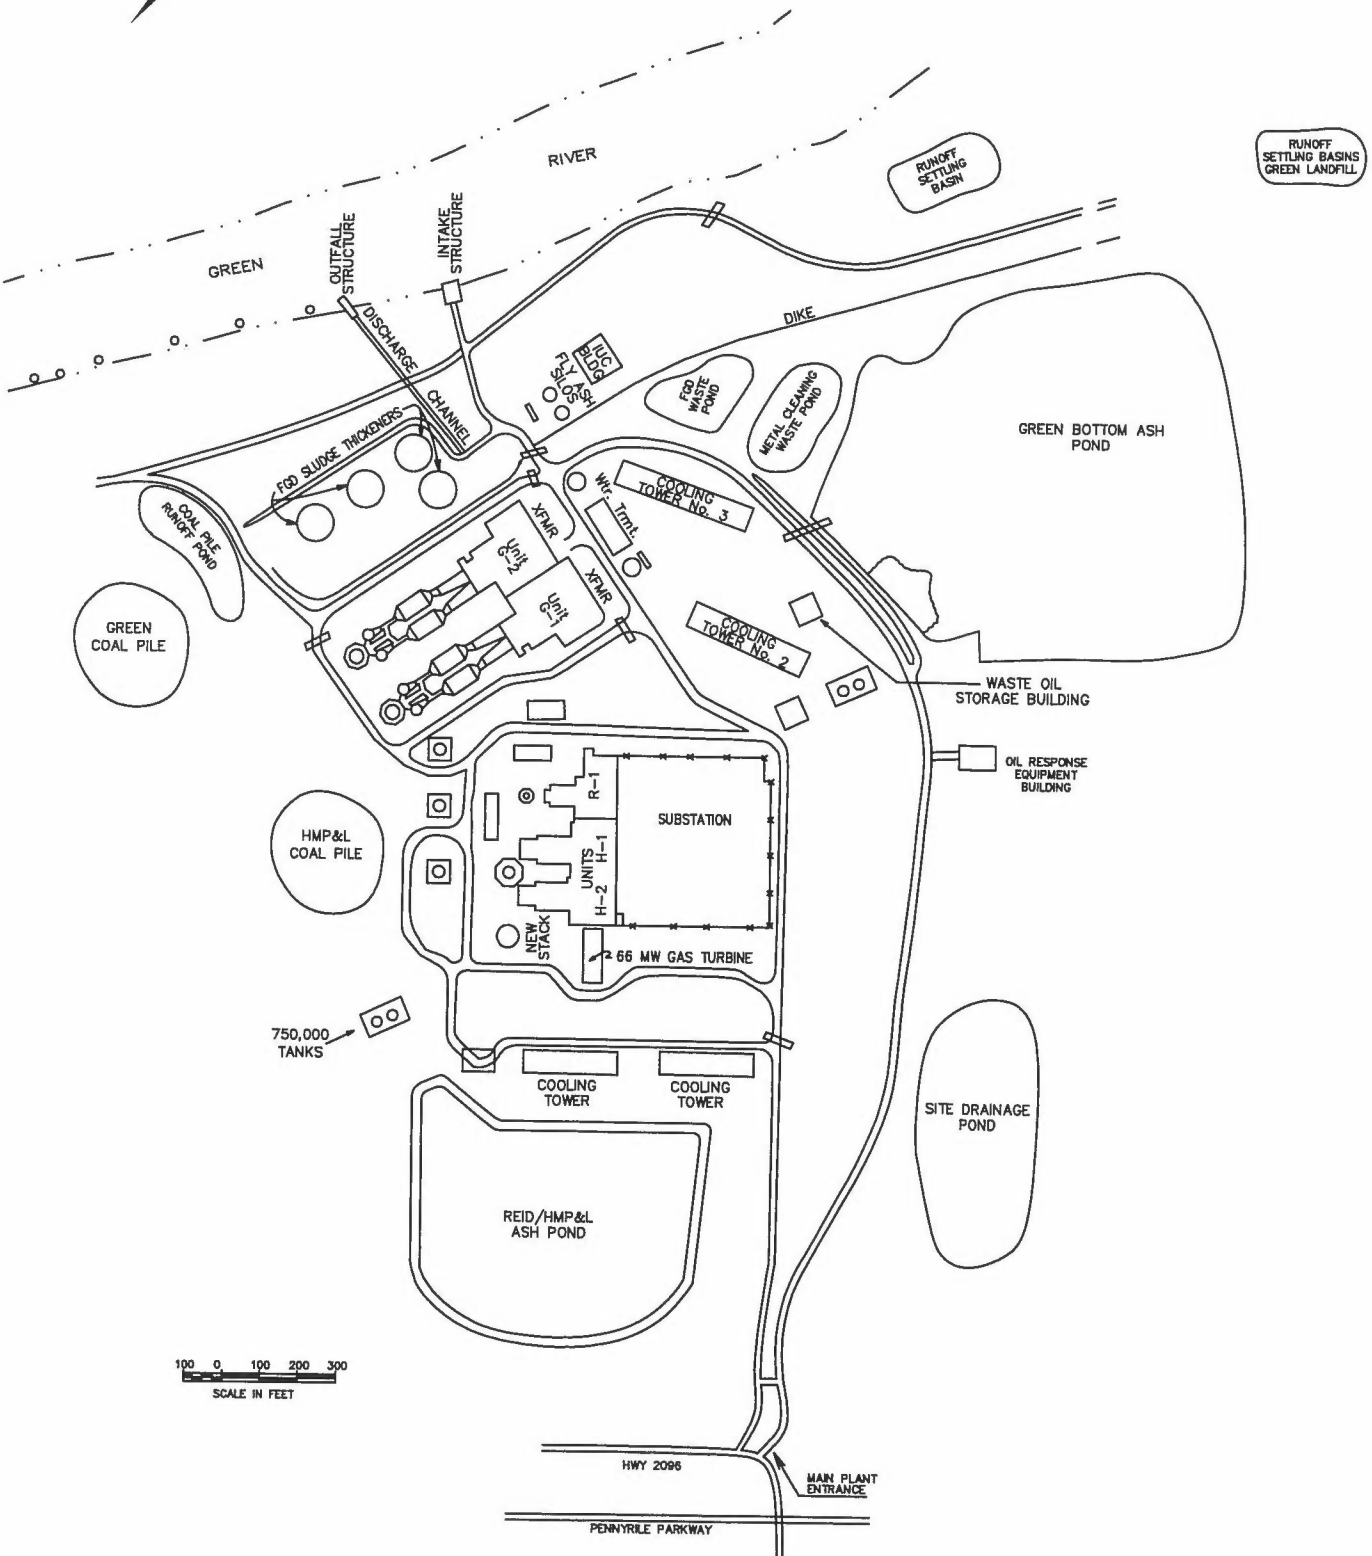 RIVER
GREEN
RUNOFF
SETTLING
BASIN
RUNOFF
SETTLING BASINS
GREEN LANDFILL
OUTFALL
STRUCTURE
INTAKE
STRUCTURE
DISCHARGE
CHANNEL
IUC
BLDG
FLY ASH
SILOS
DIKE
FGD
WASTE
POND
METAL CLEANING
WASTE POND
GREEN BOTTOM ASH
POND
FGD SLUDGE THICKENERS
COAL PILE
RUNOFF POND
COOLING
TOWER No. 3
Wtr. Trmt.
XFMR
Unit
G-2
XFMR
Unit
G-1
GREEN
COAL PILE
COOLING
TOWER No. 2
WASTE OIL
STORAGE BUILDING
OIL RESPONSE
EQUIPMENT
BUILDING
R-1
SUBSTATION
HMP&L
COAL PILE
UNITS
H-2 H-1
NEW
STACK
2 66 MW GAS TURBINE
750,000
TANKS
COOLING
TOWER
COOLING
TOWER
SITE DRAINAGE
POND
REID/HMP&L
ASH POND
100 0 100 200 300
SCALE IN FEET
HWY 2096
MAIN PLANT
ENTRANCE
PENNYRILE PARKWAY